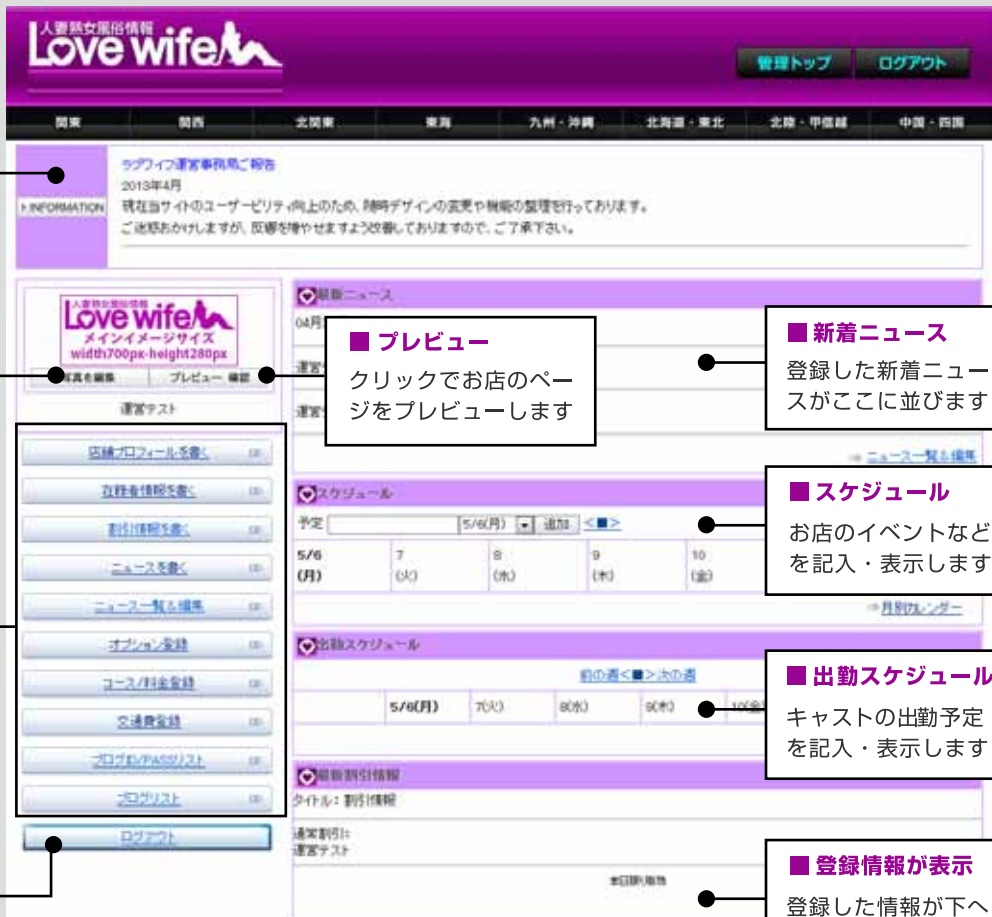 人妻熟女風俗情報
Love wife
管理トップ
ログアウト
関東
関西
北関東
東海
九州・沖縄
北海道・東北
北陸・甲信越
中国・四国
INFORMATION
ラブワイフ運営事務局ご報告
2013年4月
現在当サイトのユーザービリティ向上のため、随時デザインの変更や機能の整理を行っております。
ご迷惑おかけしますが、反響を増やせますよう改善しておりますので、ご了承下さい。
人妻熟女風俗情報
Love wife
メインイメージサイズ
width700px-height280px
写真を編集
プレビュー 確認
運営テスト
店舗プロフィールを書く
在籍者情報を書く
割引情報を書く
ニュースを書く
ニュース一覧&編集
オプション登録
コース/料金登録
交通費登録
ブログID/PASSリスト
ブログリスト
ログアウト
最新ニュース
04月
運営
運営
⇒ ニュース一覧&編集
■ プレビュー
クリックでお店のペー
ジをプレビューします
■ 新着ニュース
登録した新着ニュー
スがここに並びます
スケジュール
予定
5/6(月)
追加
<■>
5/6
(月)
7
(火)
8
(水)
9
(木)
10
(金)
⇒月別カレンダー
■ スケジュール
お店のイベントなど
を記入・表示します
出勤スケジュール
前の週<■>次の週
5/6(月)
7(火)
8(水)
9(木)
10(金
■ 出勤スケジュール
キャストの出勤予定
を記入・表示します
最新割引情報
タイトル：割引情報
通常割引:
運営テスト
本日限り有効
■ 登録情報が表示
登録した情報が下へ